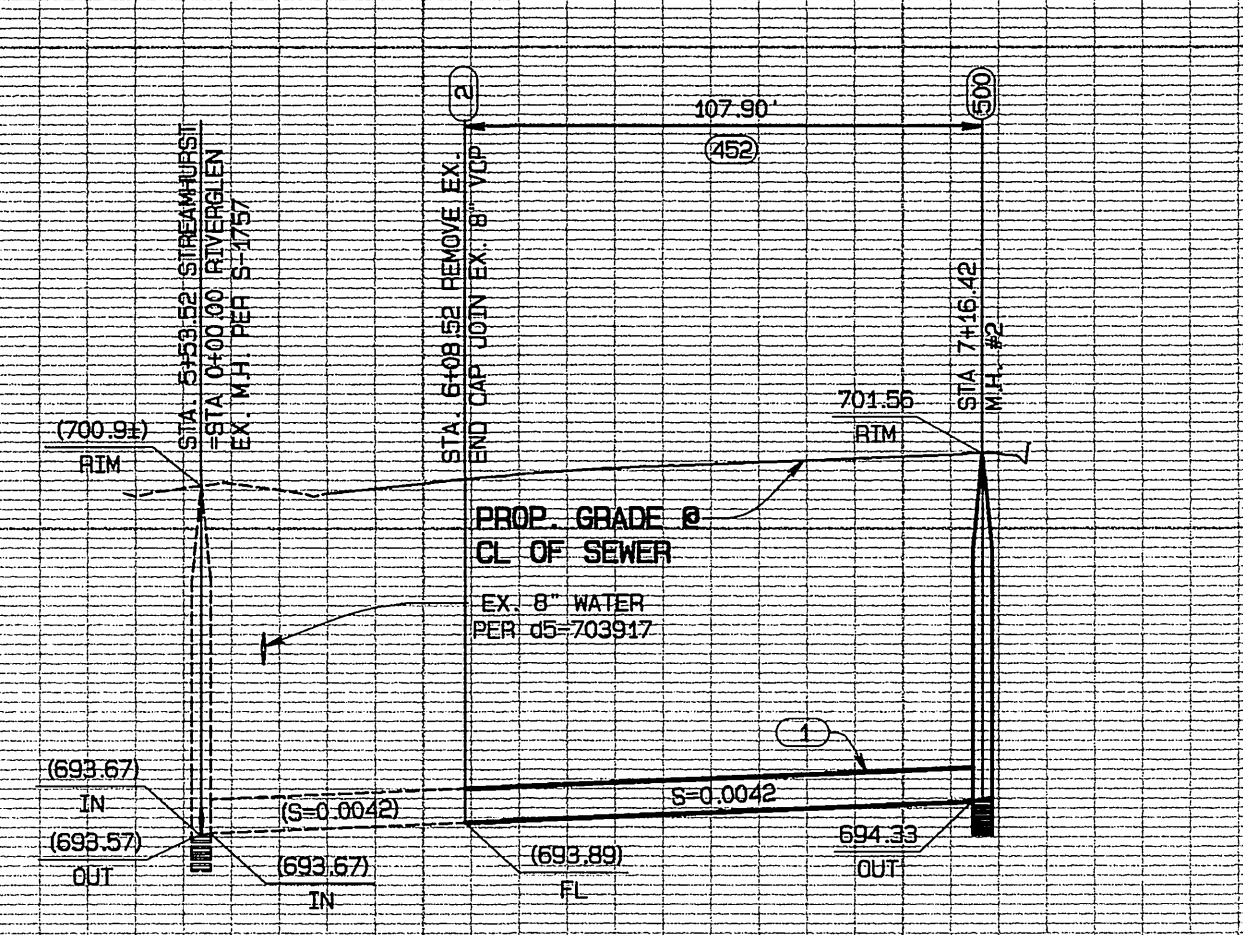 2
500
107.90'
452
STA. 5+53.52 STREAMHURST
=STA 0+00.00 RIVERGLEN
EX. M.H. PER S-1757
STA. 6+08.52 REMOVE EX.
END CAP JOIN EX. 8" VCP
STA 7+16.42
M.H. #2
(700.9±)
RIM
701.56
RIM
PROP. GRADE @
CL OF SEWER
EX. 8" WATER
PER d5-703917
1
(693.67)
IN
(S=0.0042)
S=0.0042
(693.57)
OUT
(693.67)
IN
(693.89)
FL
694.33
OUT